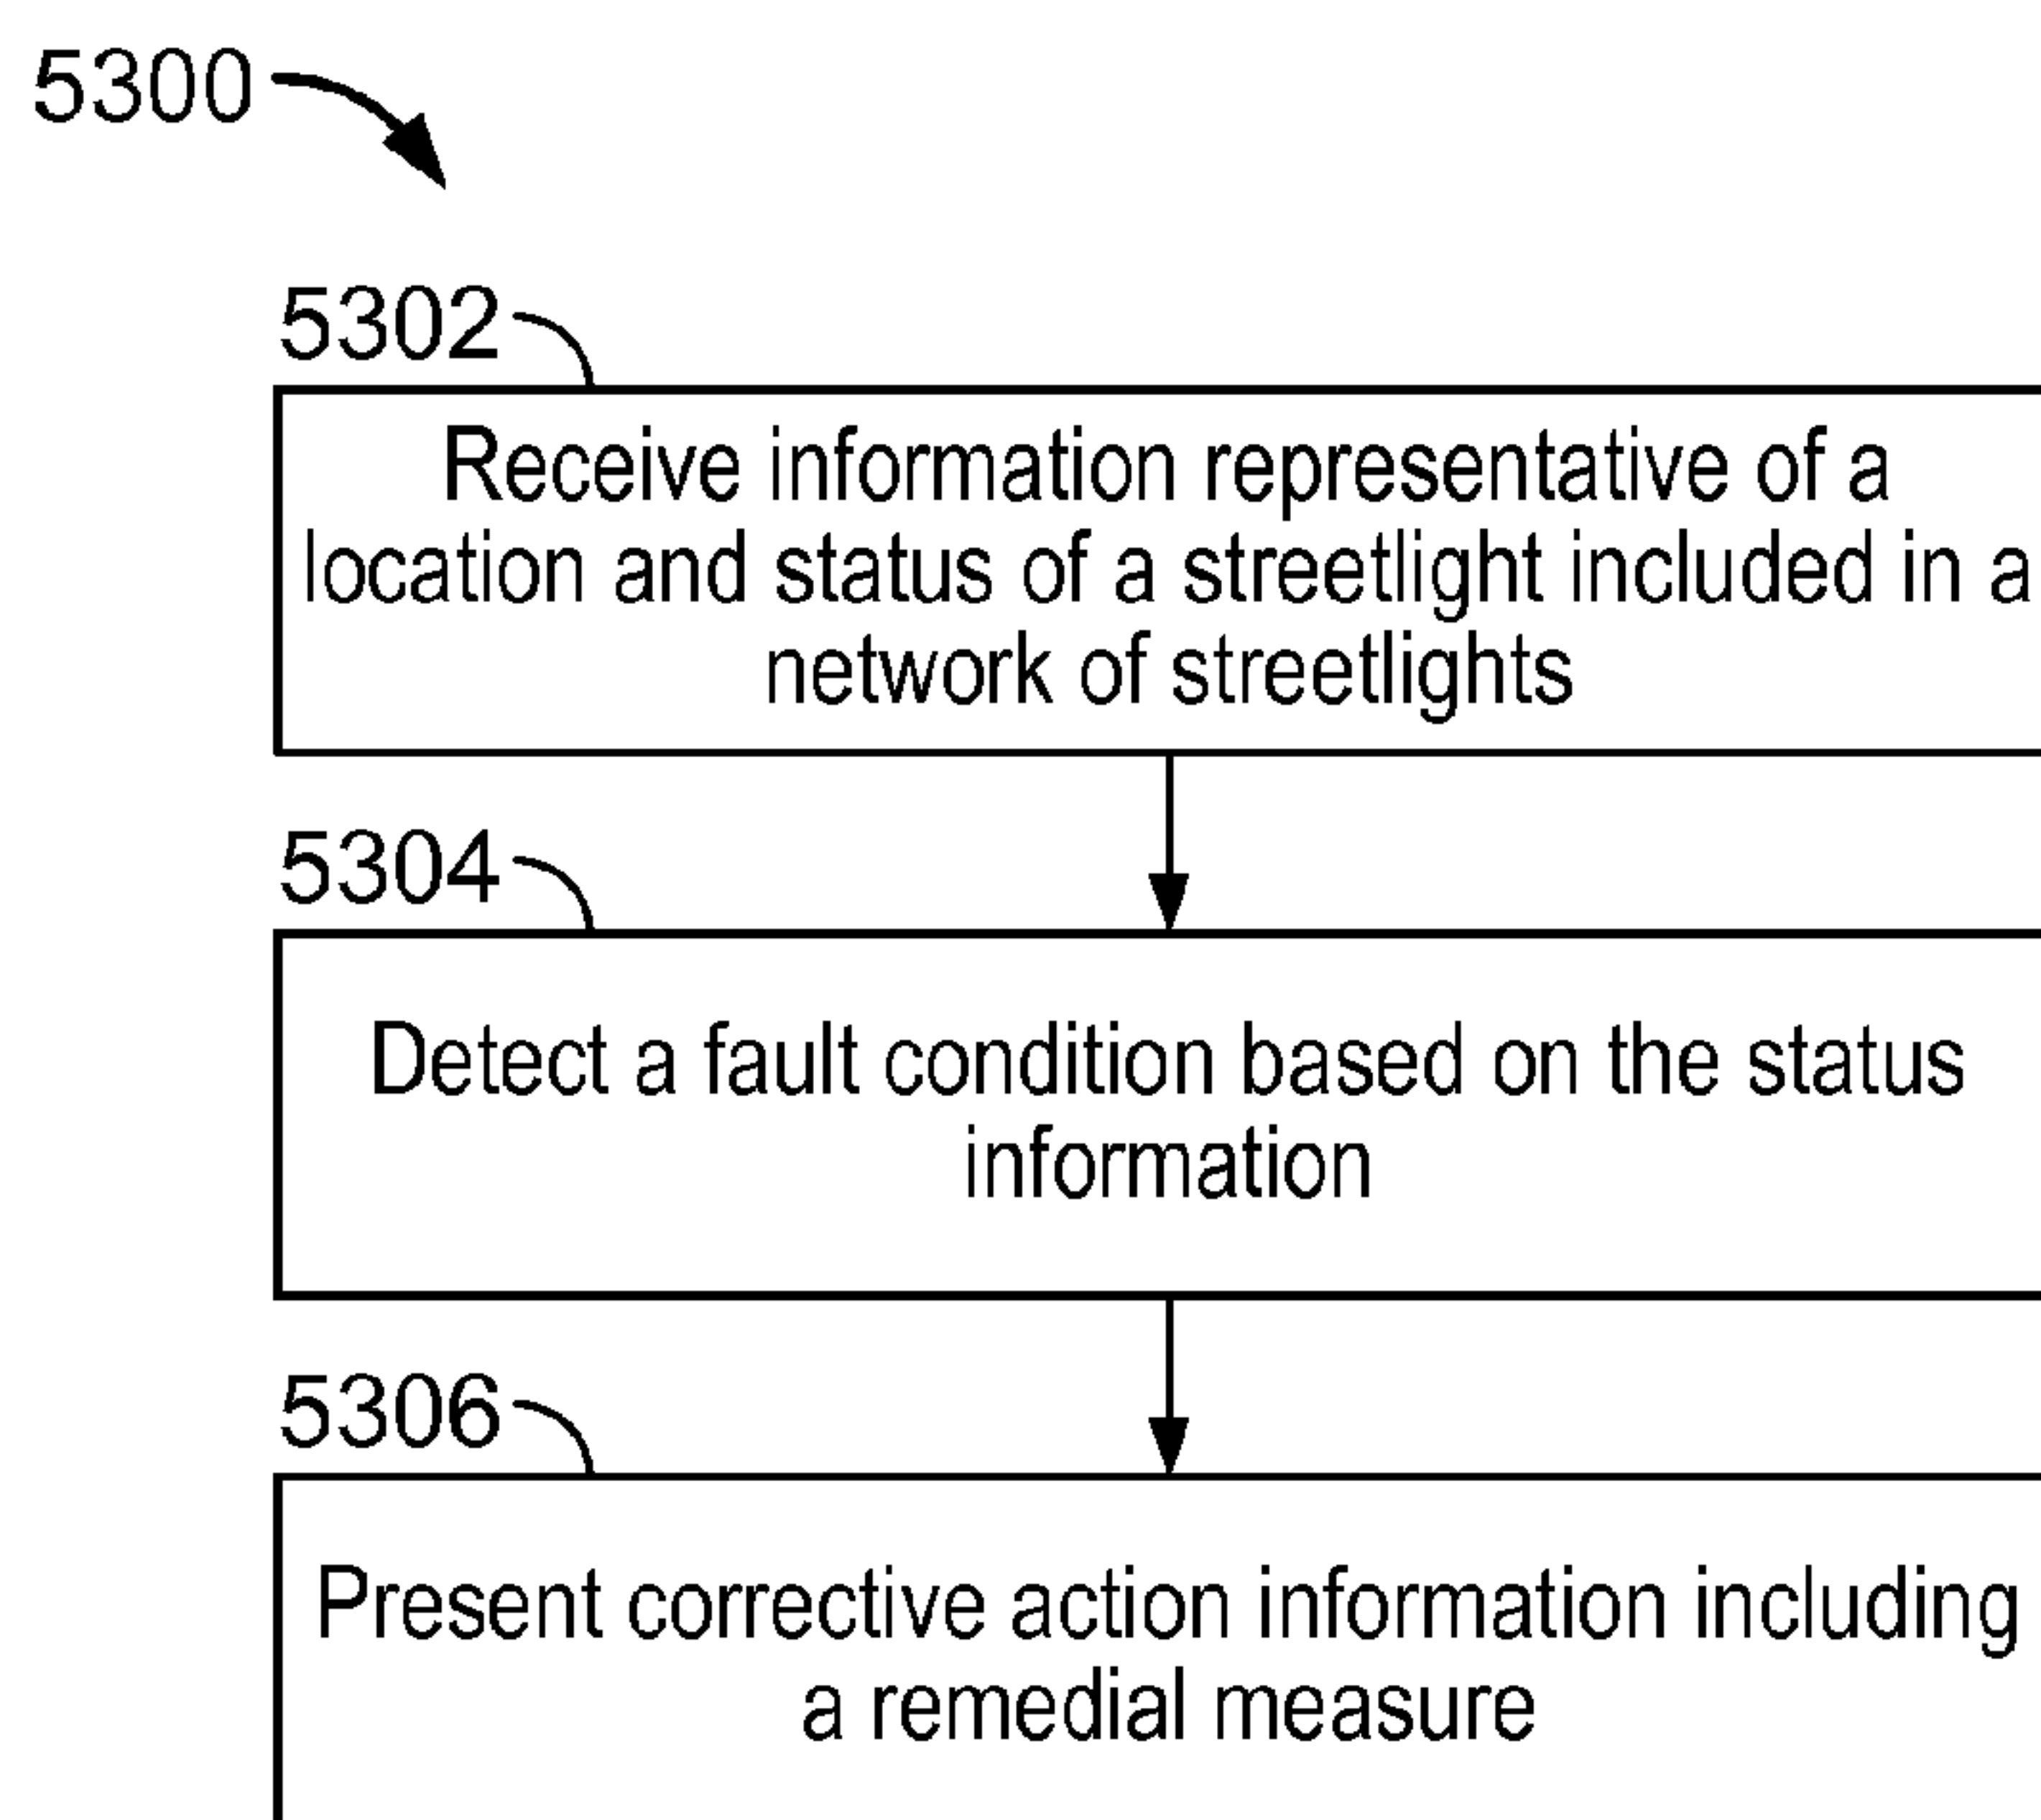 5300
5302
Receive information representative of a
location and status of a streetlight included in a
network of streetlights
5304
Detect a fault condition based on the status
information
5306
Present corrective action information including
a remedial measure